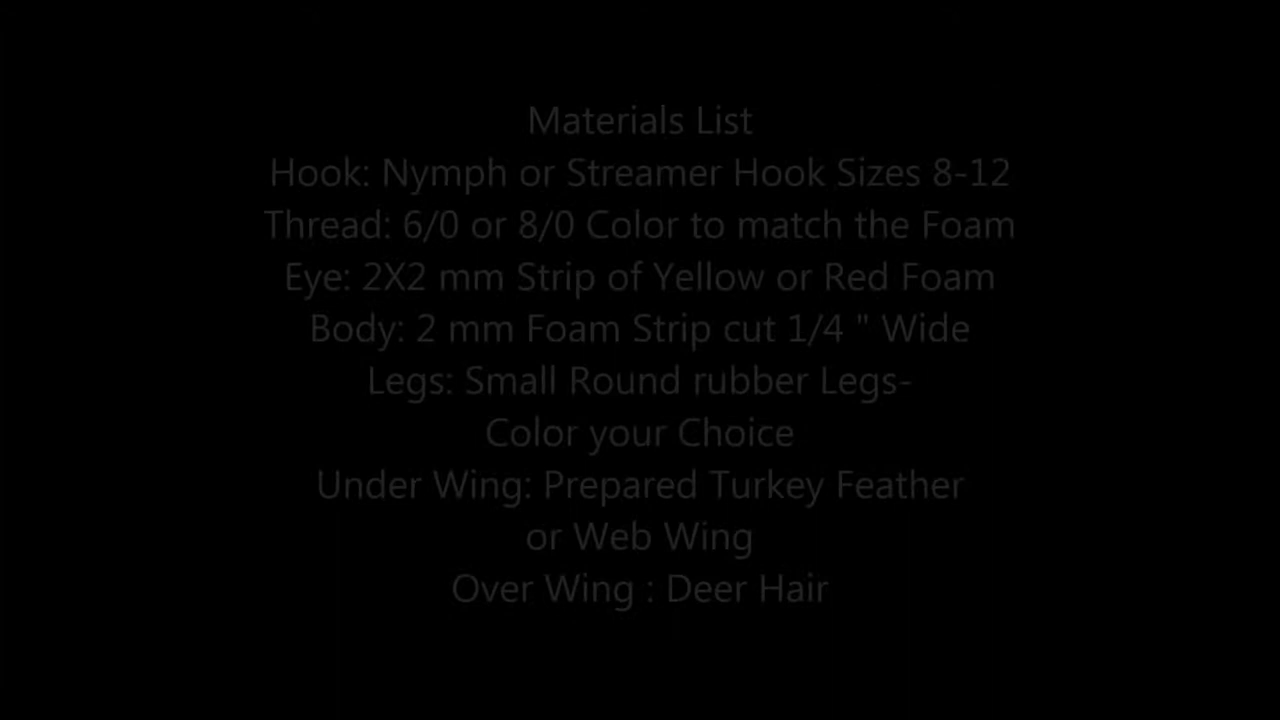 Materials List
Hook: Nymph or Streamer Hook Sizes 8-12
Thread: 6/0 or 8/0 Color to match the Foam
Eye: 2X2 mm Strip of Yellow or Red Foam
Body: 2 mm Foam Strip cut 1/4 " Wide
Legs: Small Round rubber Legs-
Color your Choice
Under Wing: Prepared Turkey Feather
or Web Wing
Over Wing : Deer Hair